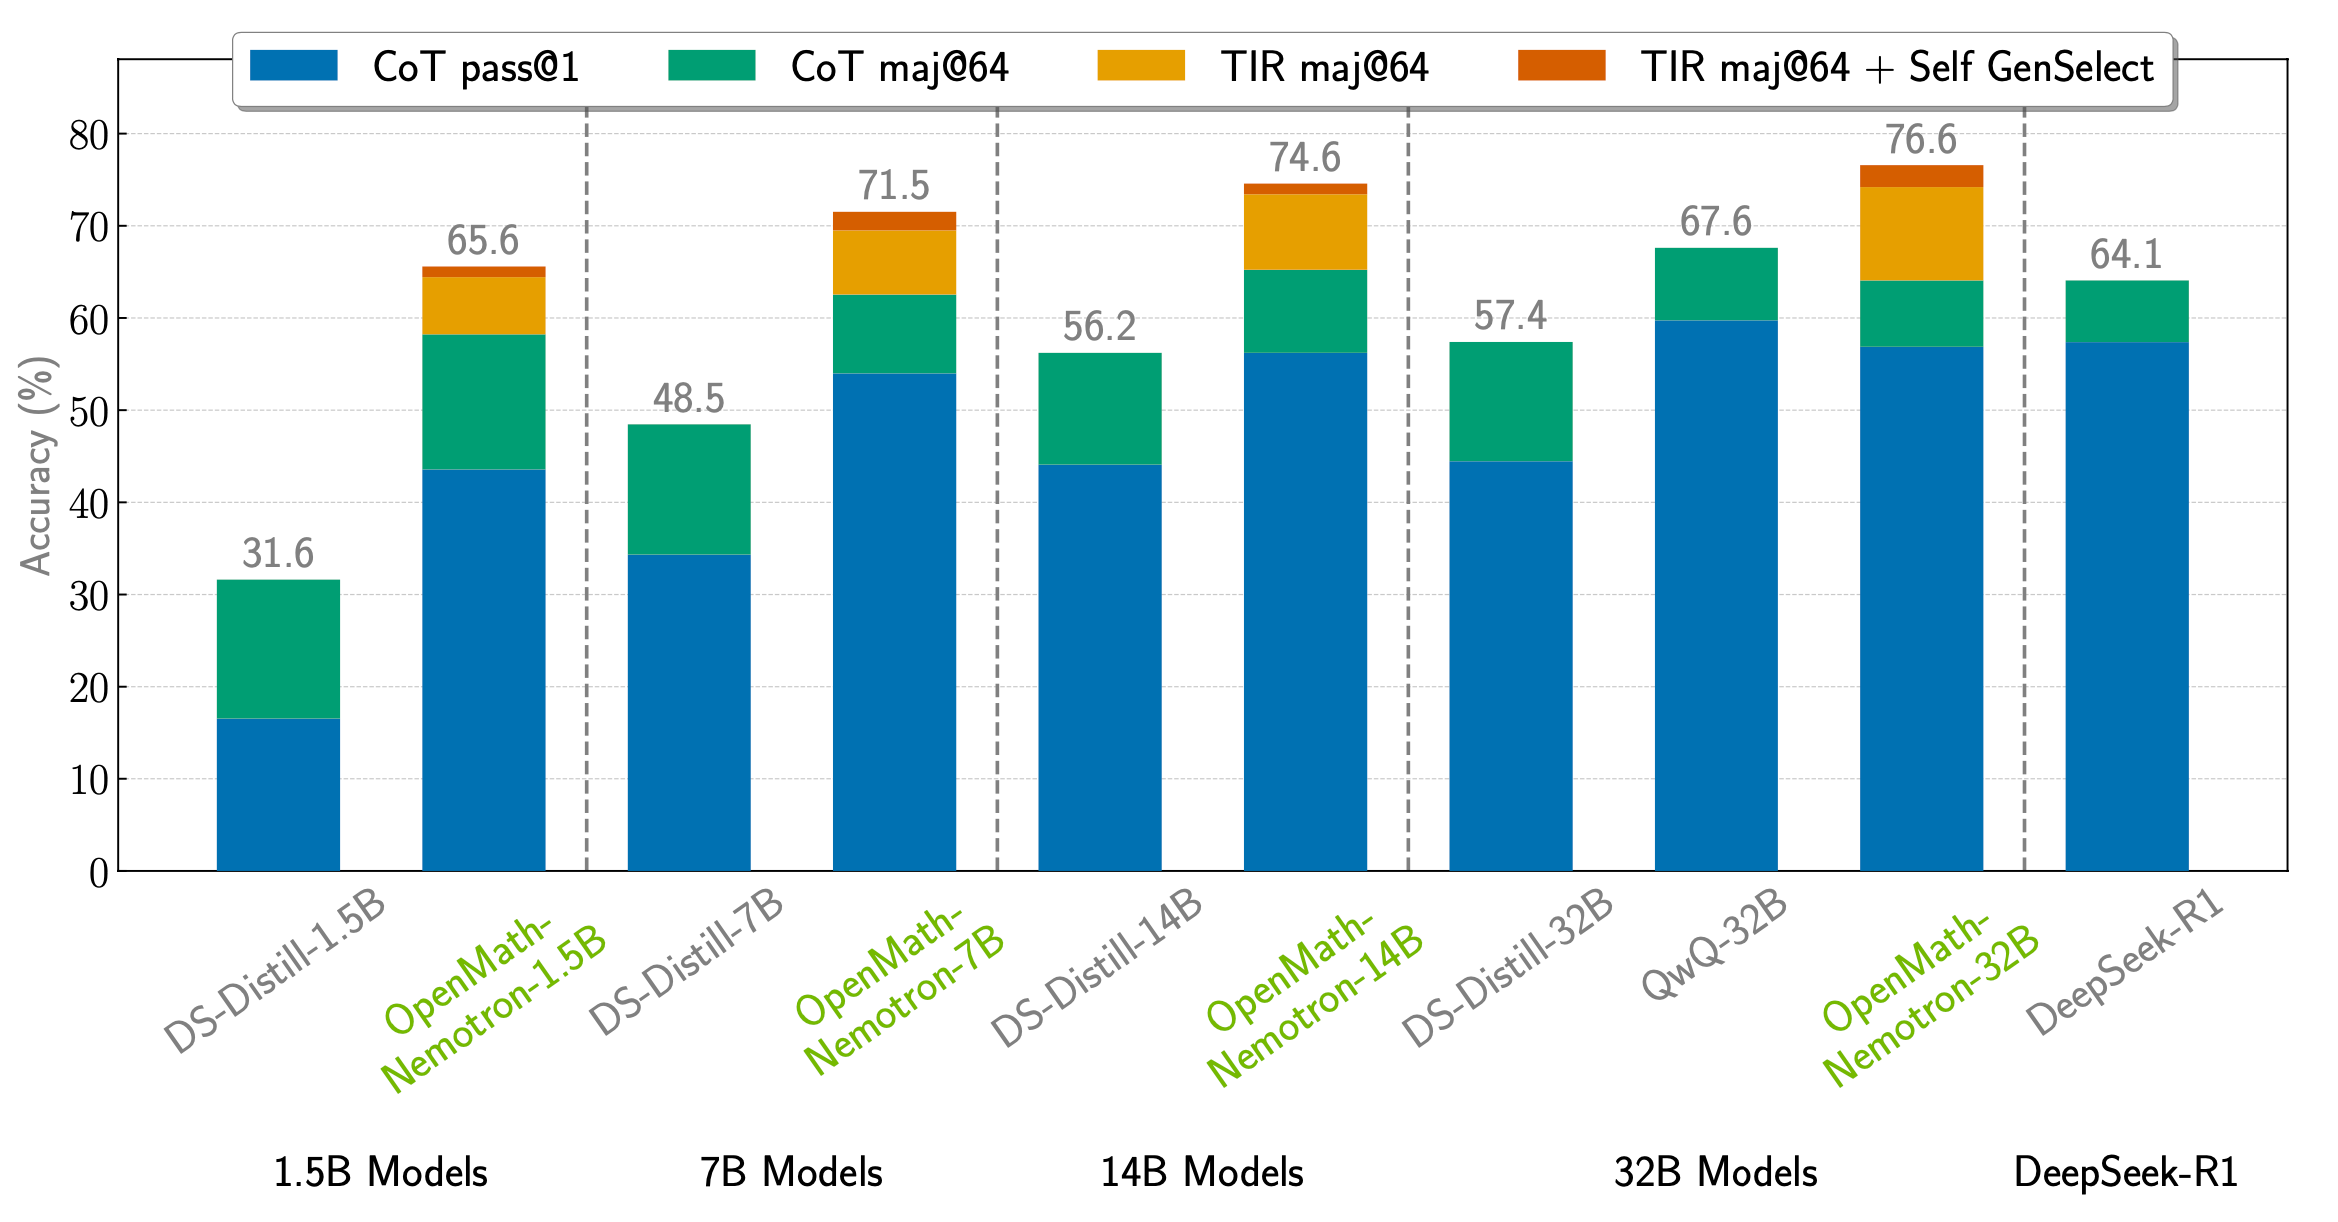 CoT pass@1
CoT maj@64
TIR maj@64
TIR maj@64 + Self GenSelect
Accuracy (%)
80
70
60
50
40
30
20
10
0
31.6
65.6
48.5
71.5
56.2
74.6
57.4
67.6
76.6
64.1
DS-Distill-1.5B
OpenMath-
Nemotron-1.5B
DS-Distill-7B
OpenMath-
Nemotron-7B
DS-Distill-14B
OpenMath-
Nemotron-14B
DS-Distill-32B
QwQ-32B
OpenMath-
Nemotron-32B
DeepSeek-R1
1.5B Models
7B Models
14B Models
32B Models
DeepSeek-R1